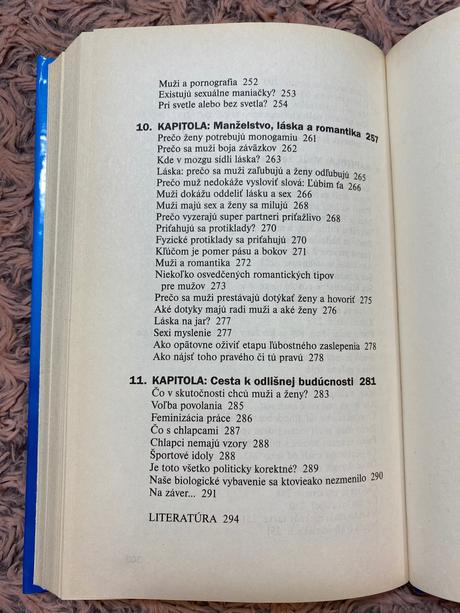 Muži a pornografia 252
Existujú sexuálne maniačky? 253
Pri svetle alebo bez svetla? 254
10. KAPITOLA: Manželstvo, láska a romantika 257
Prečo ženy potrebujú monogamiu 261
Prečo sa muži boja záväzkov 262
Kde v mozgu sídli láska? 263
Láska: prečo sa muži zaľubujú a ženy odľubujú 265
Prečo muž nedokáže vysloviť slová: Ľúbim ťa 266
Muži dokážu oddeliť lásku a sex 266
Muži majú sex a ženy sa milujú 268
Prečo vyzerajú super partneri príťažlivo 268
Priťahujú sa protiklady? 270
Fyzické protiklady sa priťahujú 270
Kľúčom je pomer pásu a bokov 271
Muži a romantika 272
Niekoľko osvedčených romantických tipov
pre mužov 273
Prečo sa muži prestávajú dotýkať ženy a hovoriť 275
Aké dotyky majú radi muži a aké ženy 276
Láska na jar? 277
Sexi myslenie 277
Ako opätovne oživiť etapu ľúbostného zaslepenia 278
Ako nájsť toho pravého či tú pravú 278
11. KAPITOLA: Cesta k odlišnej budúcnosti 281
Čo v skutočnosti chcú muži a ženy? 283
Voľba povolania 285
Feminizácia práce 286
Čo s chlapcami 287
Chlapci nemajú vzory 288
Športové idoly 288
Je toto všetko politicky korektné? 289
Naše biologické vybavenie sa ktovieako nezmenilo 290
Na záver... 291
LITERATÚRA 294